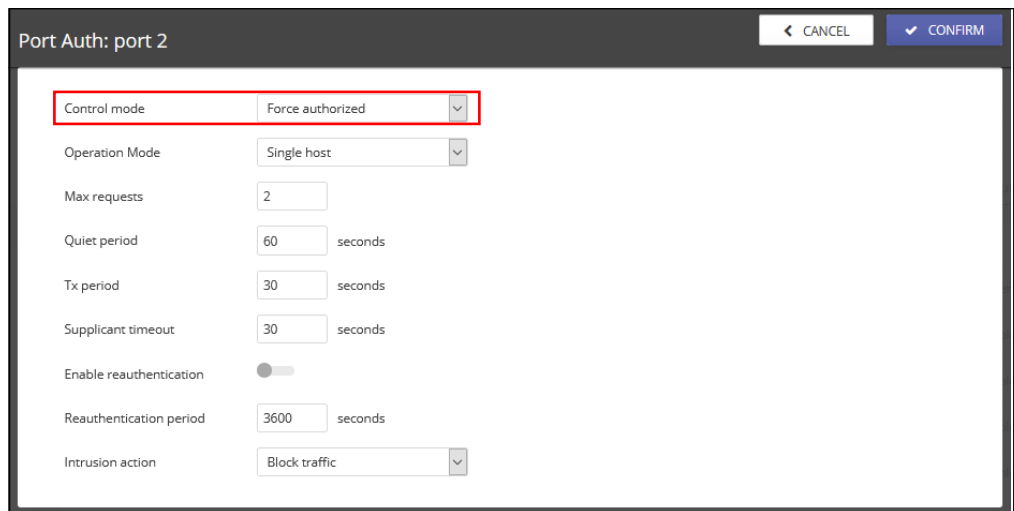 Port Auth: port 2
CANCEL
CONFIRM
Control mode Force authorized
Operation Mode Single host
Max requests 2
Quiet period 60 seconds
Tx period 30 seconds
Supplicant timeout 30 seconds
Enable reauthentication
Reauthentication period 3600 seconds
Intrusion action Block traffic